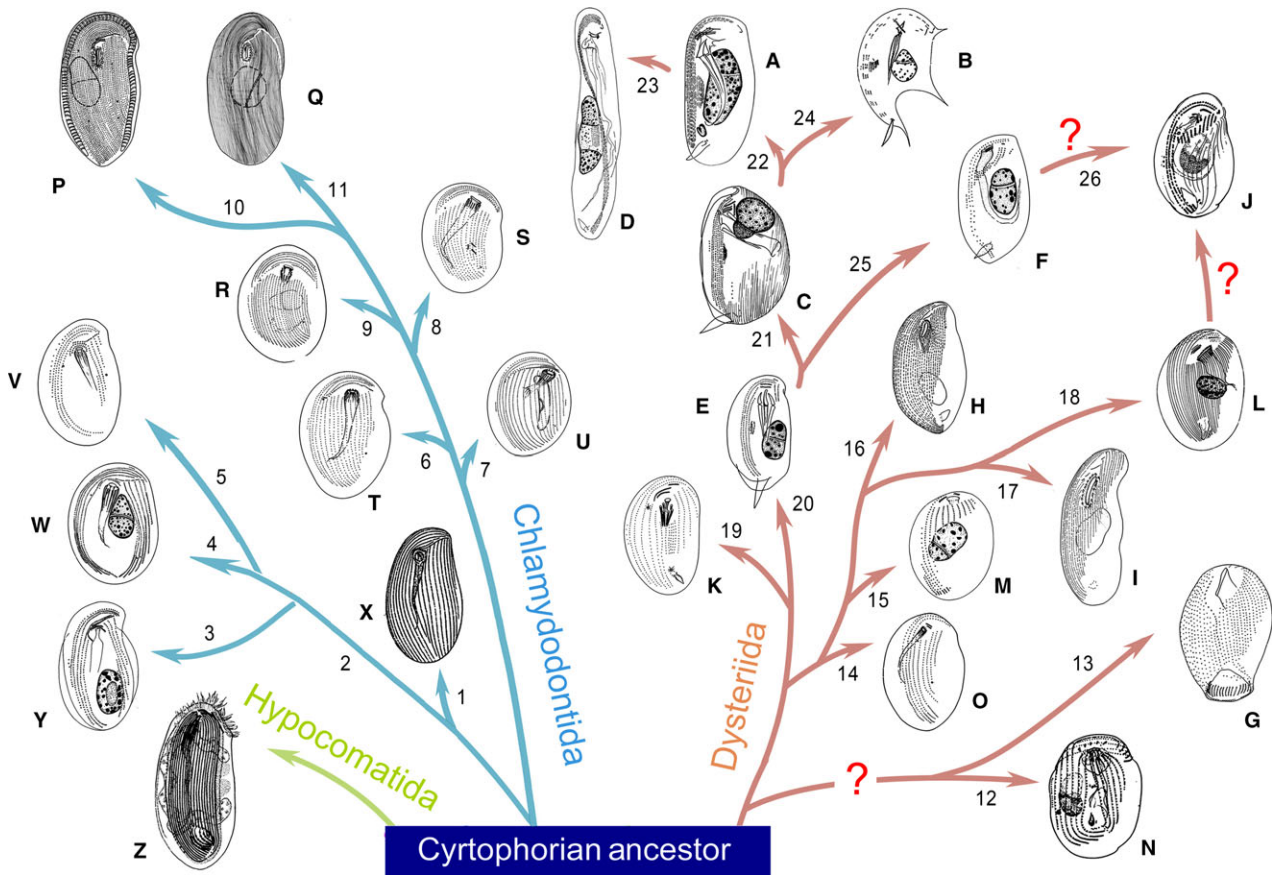 P
Q
D
23
A
B
22
24
10
11
S
F
?
26
J
R
9
8
C
25
21
?
V
T
6
7
U
E
H
18
L
5
16
17
W
4
K
19
20
M
I
X
15
3
2
1
14
O
13
G
Y
Hypocomatida
Chlamydodontida
Dysteriida
?
12
N
Z
Cyrtophorian ancestor